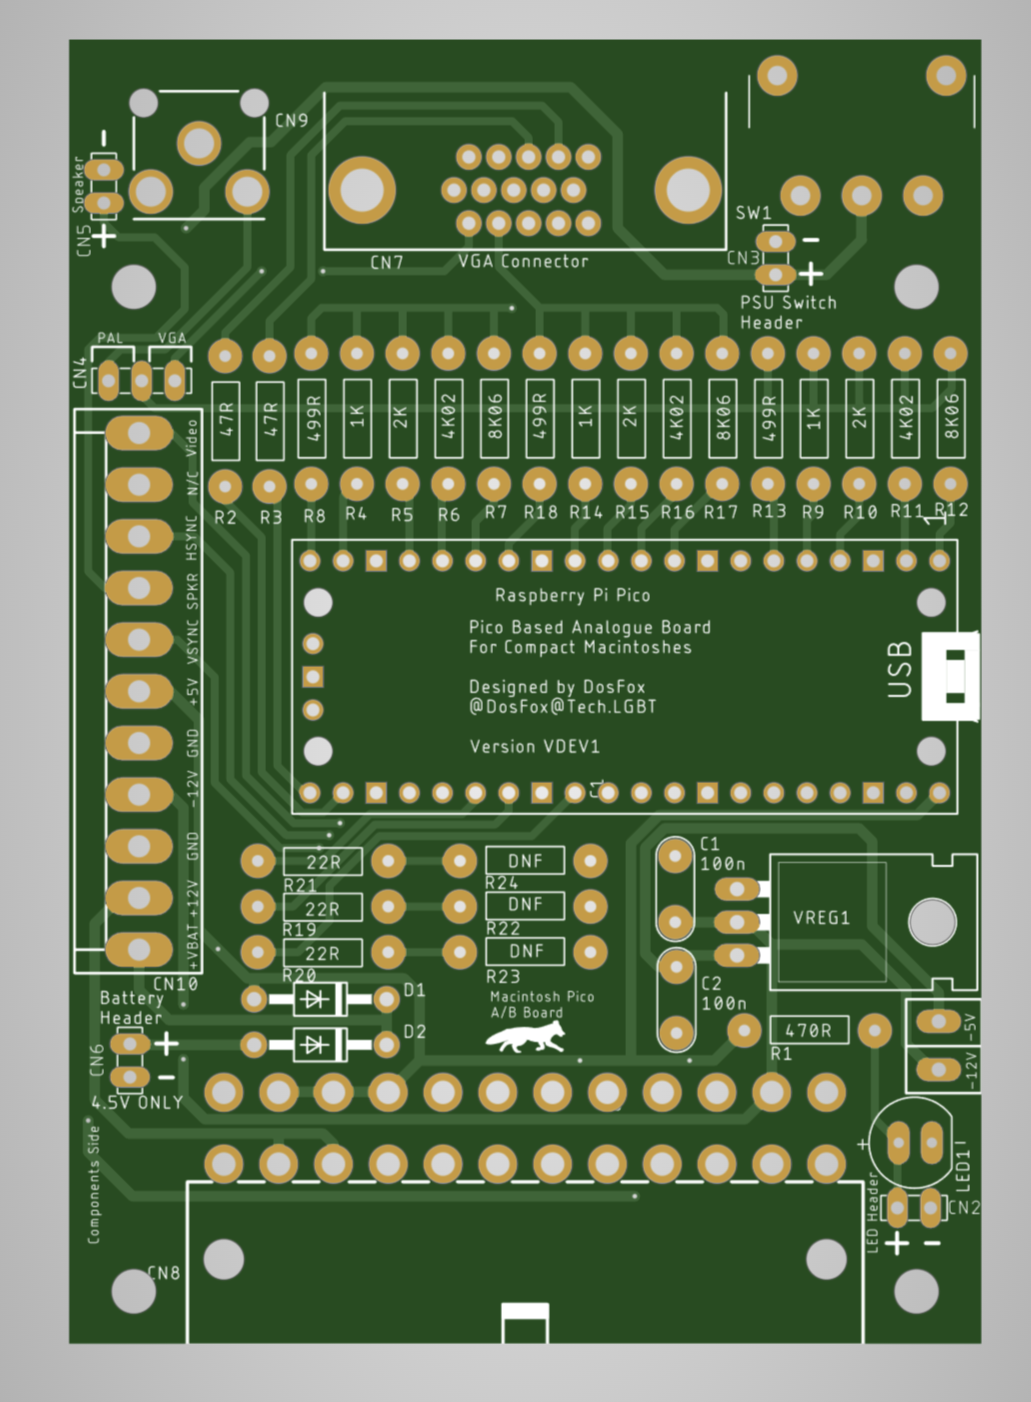 CN9
Speaker
CN5
SW1
CN3
CN7
VGA Connector
PSU Switch
Header
PAL
VGA
CN4
47R
47R
499R
1K
2K
4K02
8K06
499R
1K
2K
4K02
8K06
499R
1K
2K
4K02
8K06
R2
R3
R8
R4
R5
R6
R7
R18
R14
R15
R16
R17
R13
R9
R10
R11
R12
1
Video
N/C
HSYNC
SPKR
VSYNC
+5V
GND
-12V
GND
+12V
+VBAT
CN10
Raspberry Pi Pico
Pico Based Analogue Board
For Compact Macintoshes
Designed by DosFox
@DosFox@Tech.LGBT
Version VDEV1
USB
22R
R21
22R
R19
22R
R20
DNF
R24
DNF
R22
DNF
R23
C1
100n
C2
100n
VREG1
Battery
Header
CN6
4.5V ONLY
D1
D2
Macintosh Pico
A/B Board
470R
R1
-5V
-12V
+
LED1
LED Header
CN2
+ -
Components Side
CN8